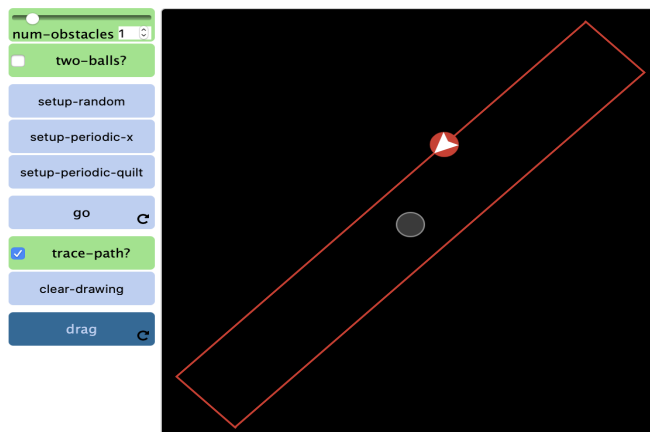 num-obstacles 1
two-balls?
setup-random
setup-periodic-x
setup-periodic-quilt
go
trace-path?
clear-drawing
drag